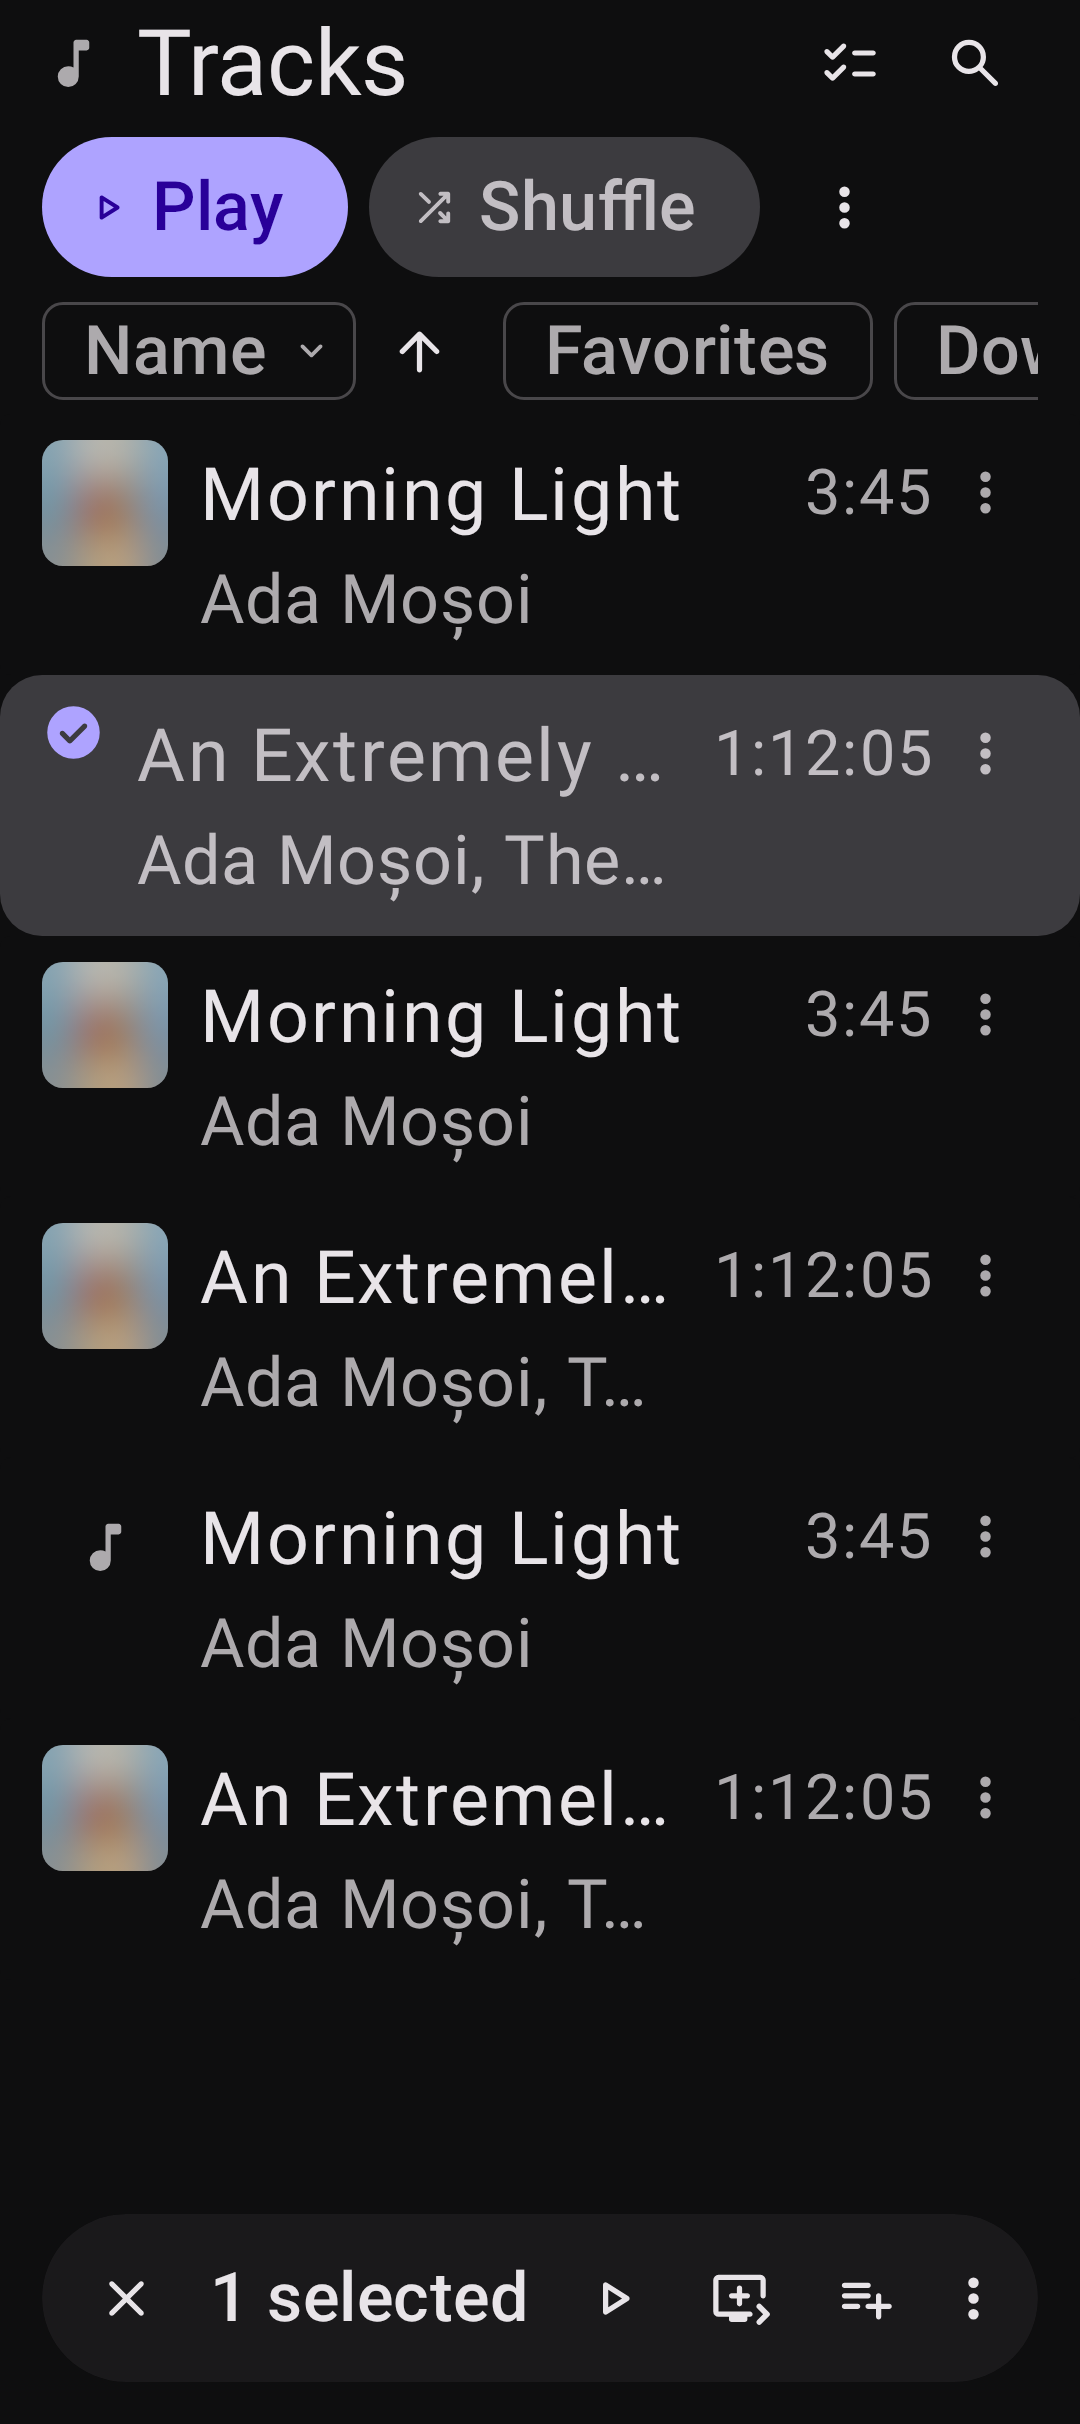 Tracks
Play
Shuffle
Name
Favorites
Dov
Morning Light
3:45
Ada Moșoi
An Extremely …
1:12:05
Ada Moșoi, The…
Morning Light
3:45
Ada Moșoi
An Extremel…
1:12:05
Ada Moșoi, T…
Morning Light
3:45
Ada Moșoi
An Extremel…
1:12:05
Ada Moșoi, T…
1 selected